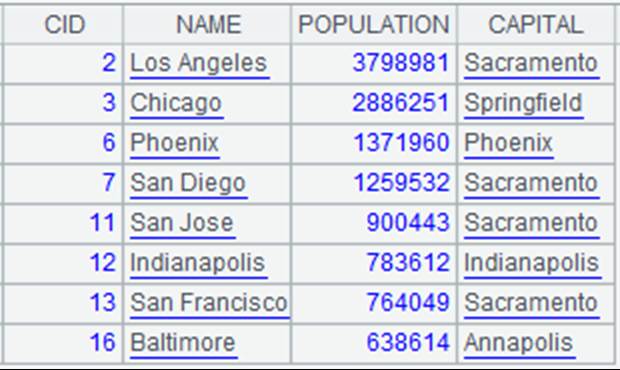 CID NAME POPULATION CAPITAL
2 Los Angeles 3798981 Sacramento
3 Chicago 2886251 Springfield
6 Phoenix 1371960 Phoenix
7 San Diego 1259532 Sacramento
11 San Jose 900443 Sacramento
12 Indianapolis 783612 Indianapolis
13 San Francisco 764049 Sacramento
16 Baltimore 638614 Annapolis